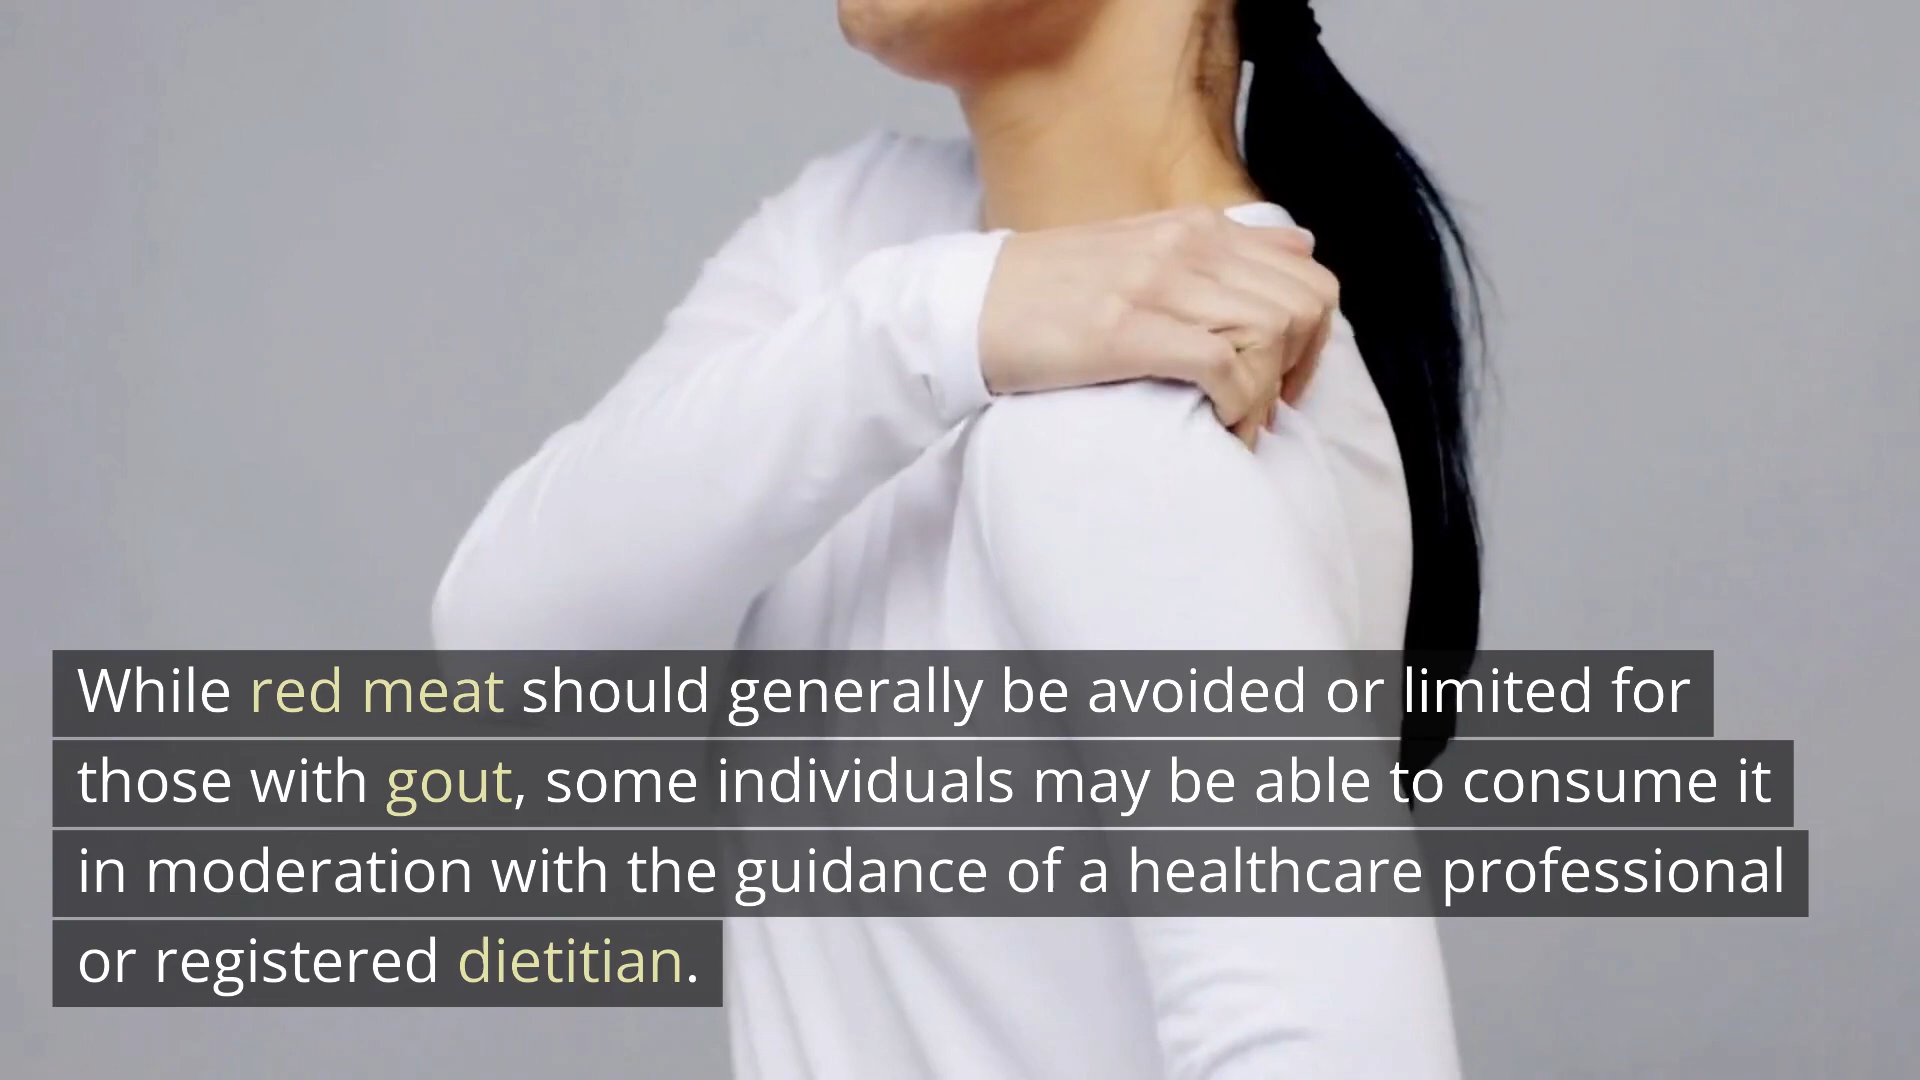 While red meat should generally be avoided or limited for
those with gout, some individuals may be able to consume it
in moderation with the guidance of a healthcare professional
or registered dietitian.